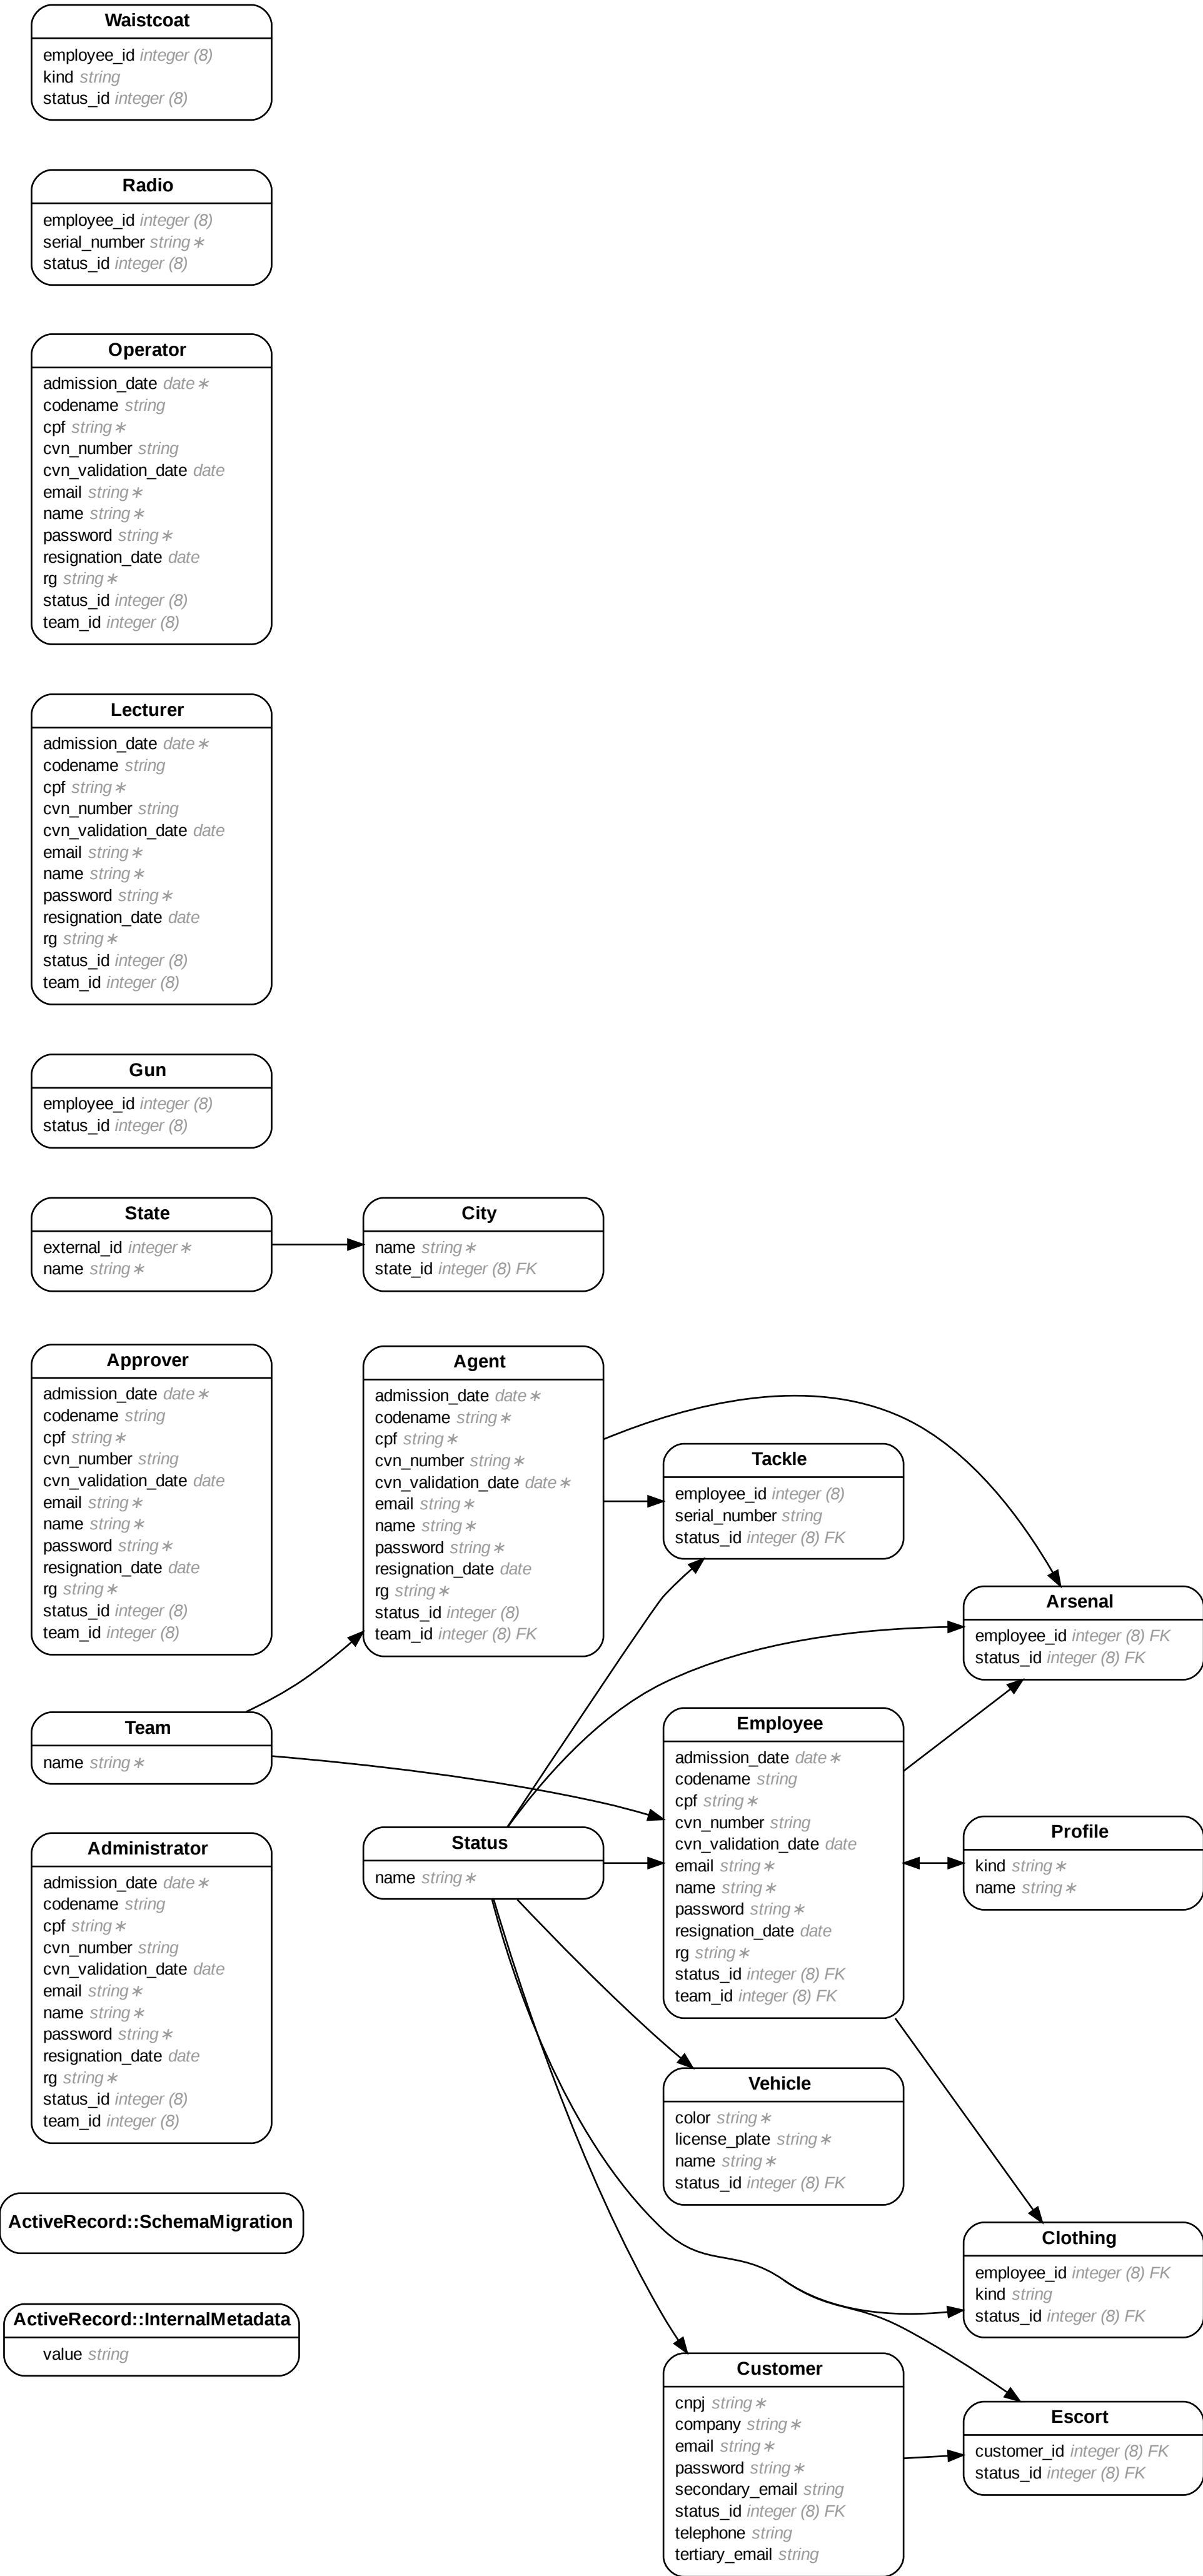 Waistcoat
employee_id integer (8)
kind string
status_id integer (8)
Radio
employee_id integer (8)
serial_number string ∗
status_id integer (8)
Operator
admission_date date ∗
codename string
cpf string ∗
cvn_number string
cvn_validation_date date
email string ∗
name string ∗
password string ∗
resignation_date date
rg string ∗
status_id integer (8)
team_id integer (8)
Lecturer
admission_date date ∗
codename string
cpf string ∗
cvn_number string
cvn_validation_date date
email string ∗
name string ∗
password string ∗
resignation_date date
rg string ∗
status_id integer (8)
team_id integer (8)
Gun
employee_id integer (8)
status_id integer (8)
State
external_id integer ∗
name string ∗
City
name string ∗
state_id integer (8) FK
Approver
admission_date date ∗
codename string
cpf string ∗
cvn_number string
cvn_validation_date date
email string ∗
name string ∗
password string ∗
resignation_date date
rg string ∗
status_id integer (8)
team_id integer (8)
Agent
admission_date date ∗
codename string ∗
cpf string ∗
cvn_number string ∗
cvn_validation_date date ∗
email string ∗
name string ∗
password string ∗
resignation_date date
rg string ∗
status_id integer (8)
team_id integer (8) FK
Tackle
employee_id integer (8)
serial_number string
status_id integer (8) FK
Arsenal
employee_id integer (8) FK
status_id integer (8) FK
Team
name string ∗
Employee
admission_date date ∗
codename string
cpf string ∗
cvn_number string
cvn_validation_date date
email string ∗
name string ∗
password string ∗
resignation_date date
rg string ∗
status_id integer (8) FK
team_id integer (8) FK
Status
name string ∗
Profile
kind string ∗
name string ∗
Administrator
admission_date date ∗
codename string
cpf string ∗
cvn_number string
cvn_validation_date date
email string ∗
name string ∗
password string ∗
resignation_date date
rg string ∗
status_id integer (8)
team_id integer (8)
Vehicle
color string ∗
license_plate string ∗
name string ∗
status_id integer (8) FK
ActiveRecord::SchemaMigration
Clothing
employee_id integer (8) FK
kind string
status_id integer (8) FK
ActiveRecord::InternalMetadata
value string
Customer
cnpj string ∗
company string ∗
email string ∗
password string ∗
secondary_email string
status_id integer (8) FK
telephone string
tertiary_email string
Escort
customer_id integer (8) FK
status_id integer (8) FK